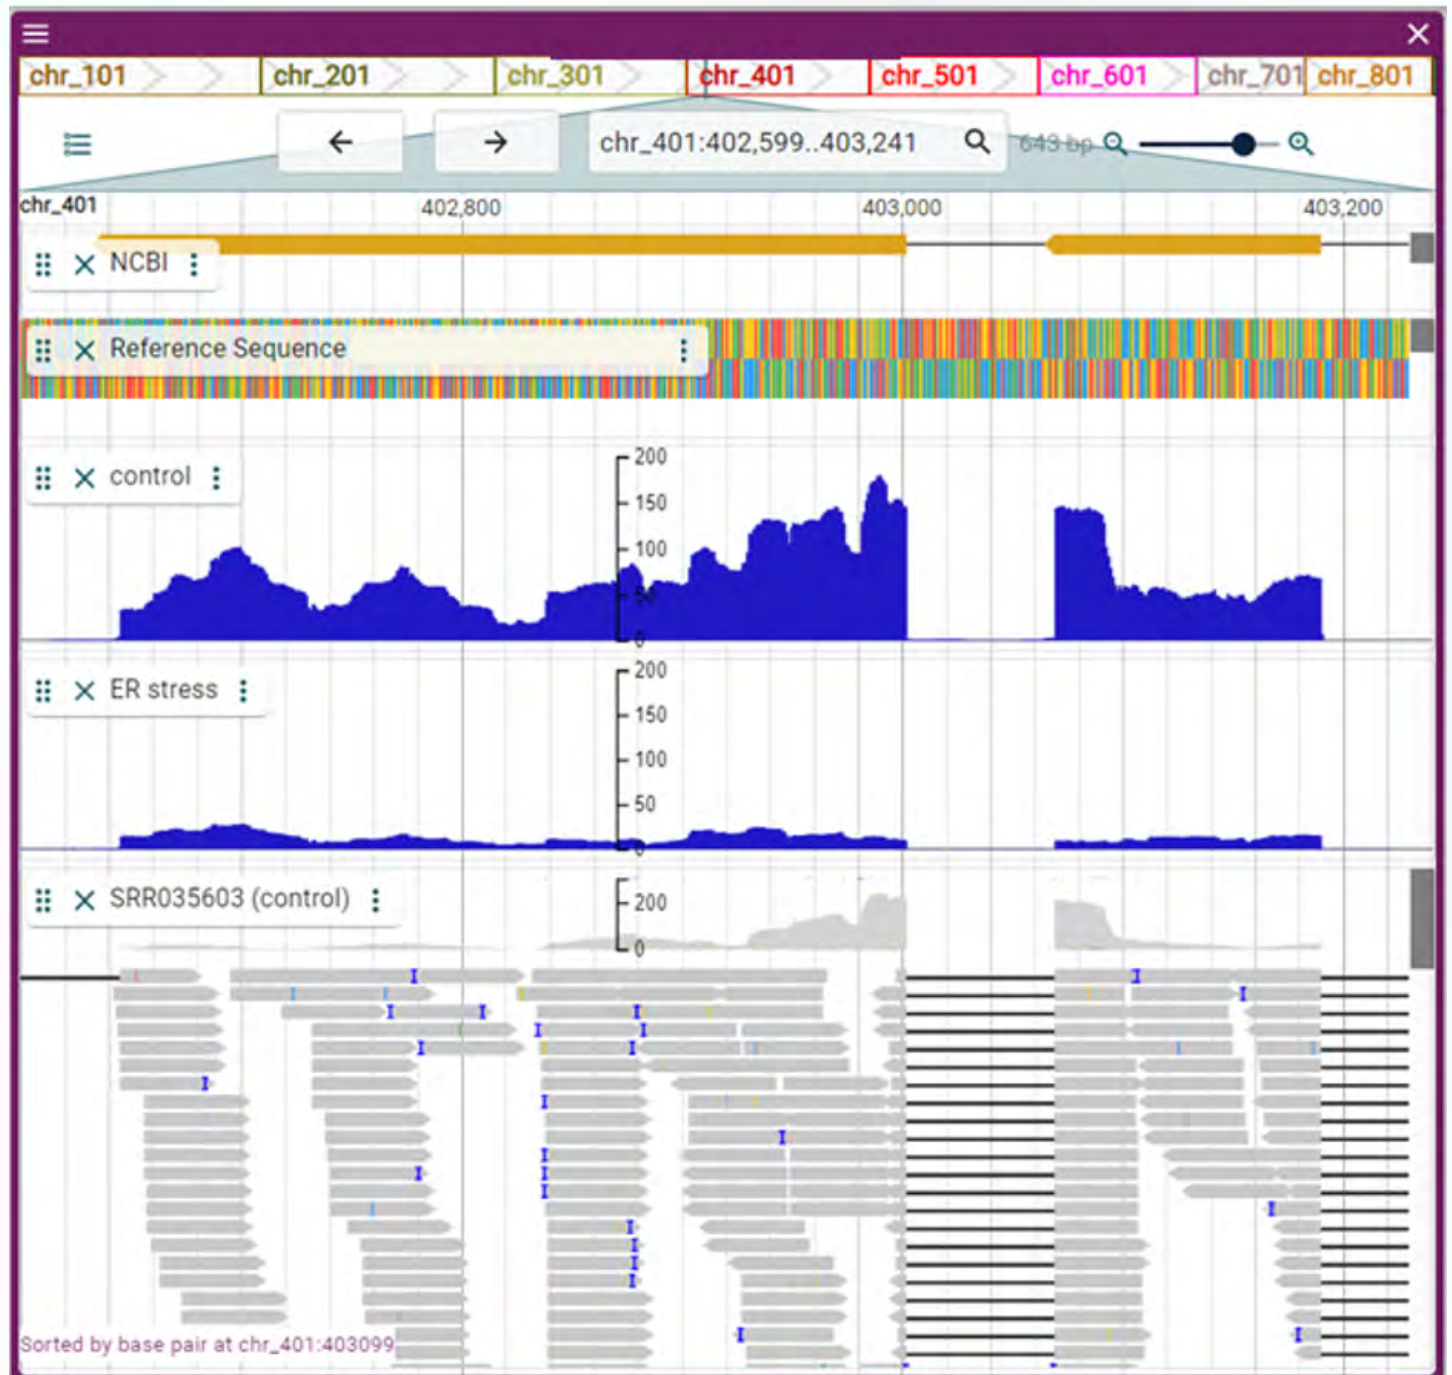 chr_101 chr_201 chr_301 chr_401 chr_501 chr_601 chr_701 chr_801
chr_401:402,599..403,241 643 bp
chr_401 402,800 403,000 403,200
NCBI
Reference Sequence
control
200
150
100
50
0
ER stress
200
150
100
50
0
SRR035603 (control)
200
0
Sorted by base pair at chr_401:403099